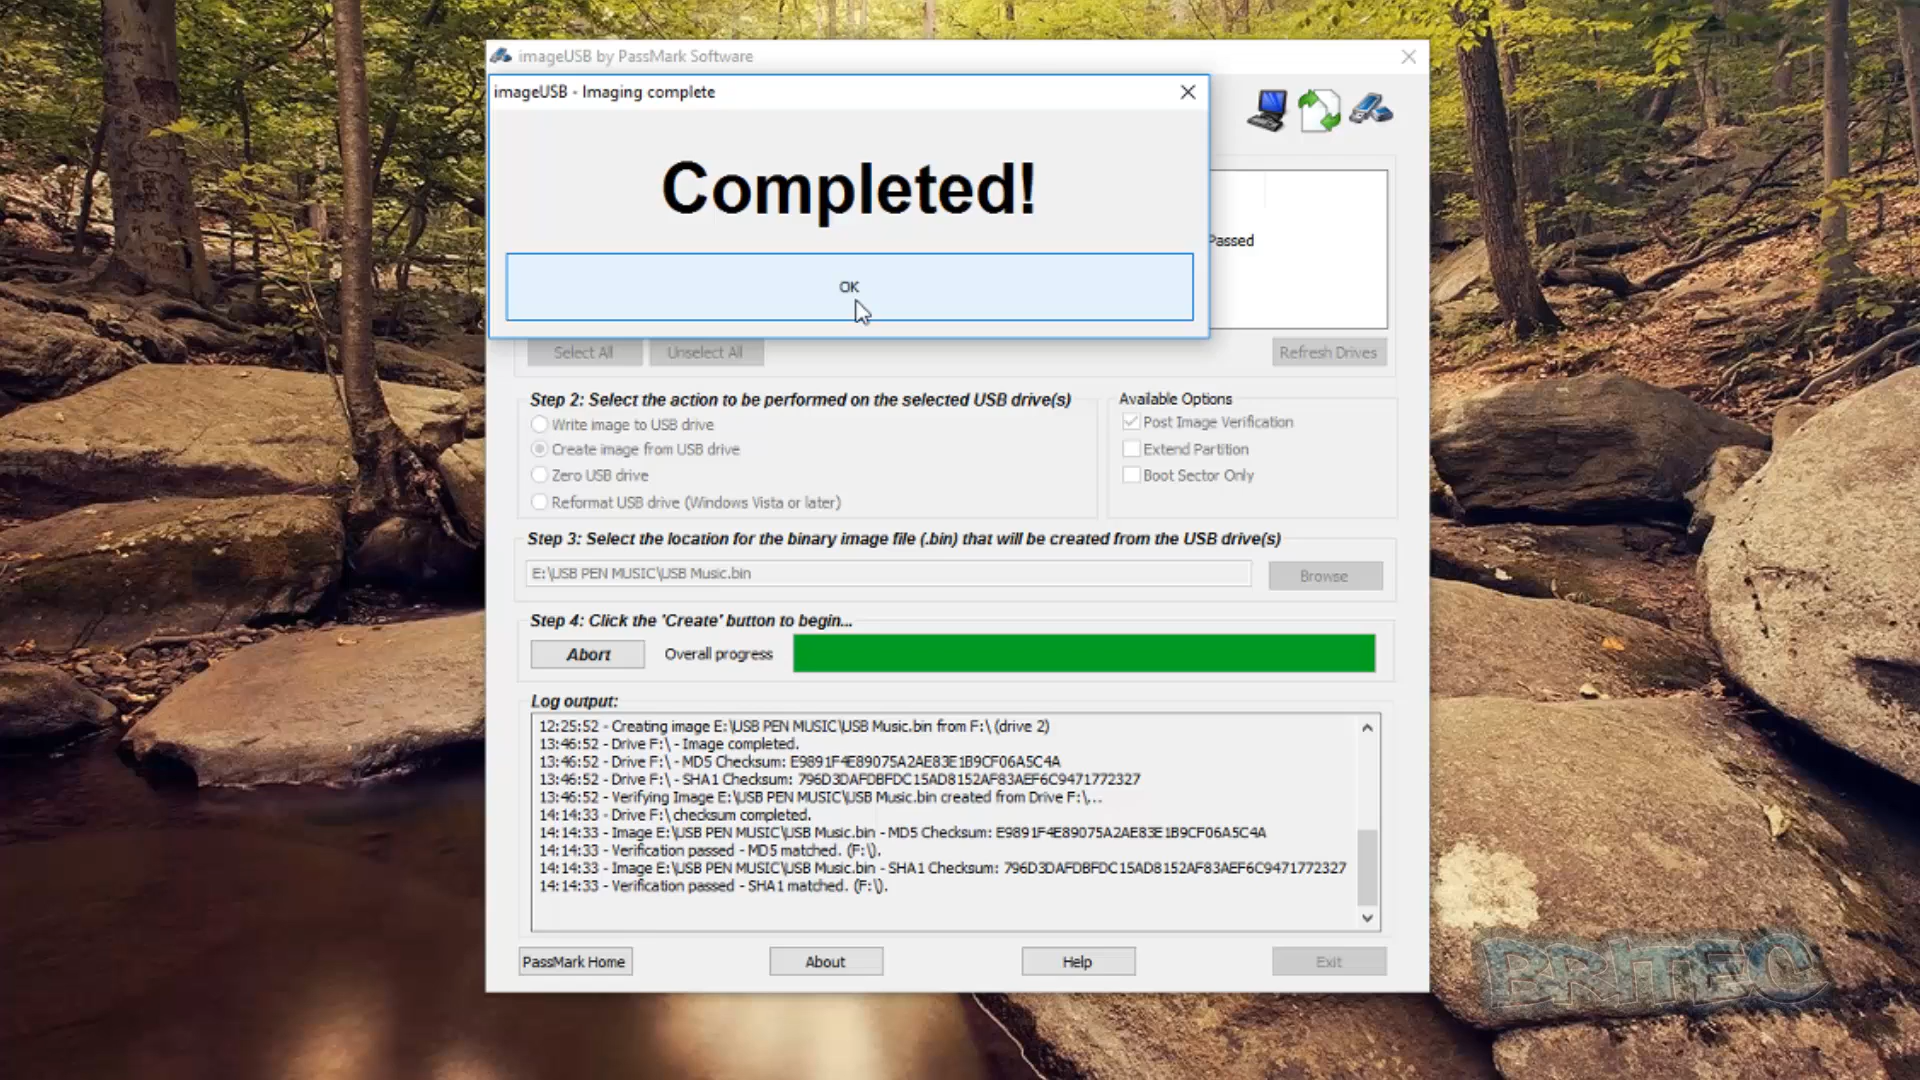 imageUSB by PassMark Software
imageUSB - Imaging complete
Completed!
OK
Passed
Select All
Unselect All
Refresh Drives
Step 2: Select the action to be performed on the selected USB drive(s)
Write image to USB drive
Create image from USB drive
Zero USB drive
Reformat USB drive (Windows Vista or later)
Available Options
Post Image Verification
Extend Partition
Boot Sector Only
Step 3: Select the location for the binary image file (.bin) that will be created from the USB drive(s)
E:\USB PEN MUSIC\USB Music.bin
Browse
Step 4: Click the 'Create' button to begin...
Abort
Overall progress
Log output:
12:25:52 - Creating image E:\USB PEN MUSIC\USB Music.bin from F:\ (drive 2)
13:46:52 - Drive F:\ - Image completed.
13:46:52 - Drive F:\ - MD5 Checksum: E9891F4E89075A2AE83E1B9CF06A5C4A
13:46:52 - Drive F:\ - SHA1 Checksum: 796D3DAFDBFDC15AD8152AF83AEF6C9471772327
13:46:52 - Verifying Image E:\USB PEN MUSIC\USB Music.bin created from Drive F:\...
14:14:33 - Drive F:\ checksum completed.
14:14:33 - Image E:\USB PEN MUSIC\USB Music.bin - MD5 Checksum: E9891F4E89075A2AE83E1B9CF06A5C4A
14:14:33 - Verification passed - MD5 matched. (F:\).
14:14:33 - Image E:\USB PEN MUSIC\USB Music.bin - SHA1 Checksum: 796D3DAFDBFDC15AD8152AF83AEF6C9471772327
14:14:33 - Verification passed - SHA1 matched. (F:\).
PassMark Home
About
Help
Exit
BRITEC